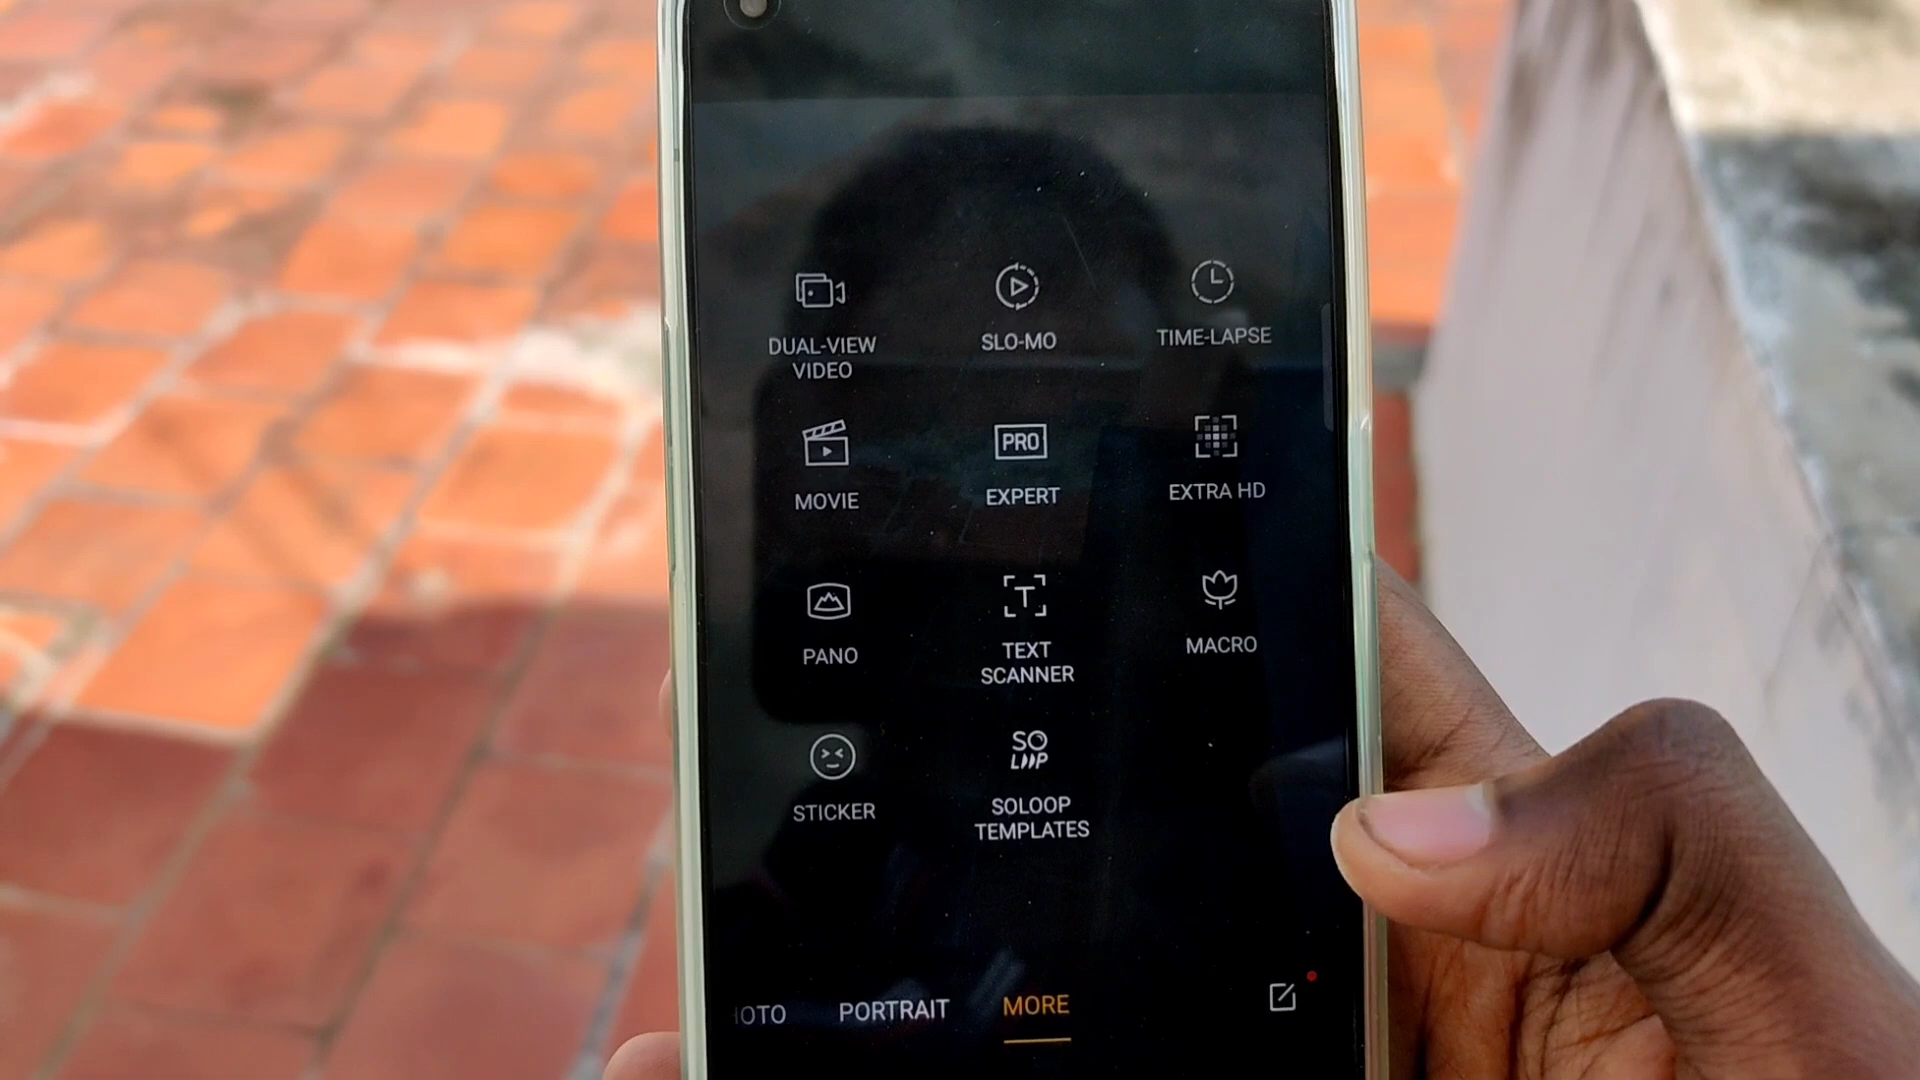 DUAL-VIEW
VIDEO
SLO-MO
TIME-LAPSE
MOVIE
PRO
EXPERT
EXTRA HD
PANO
T
TEXT
SCANNER
MACRO
STICKER
SO
LOOP
SOLOOP
TEMPLATES
HOTO
PORTRAIT
MORE